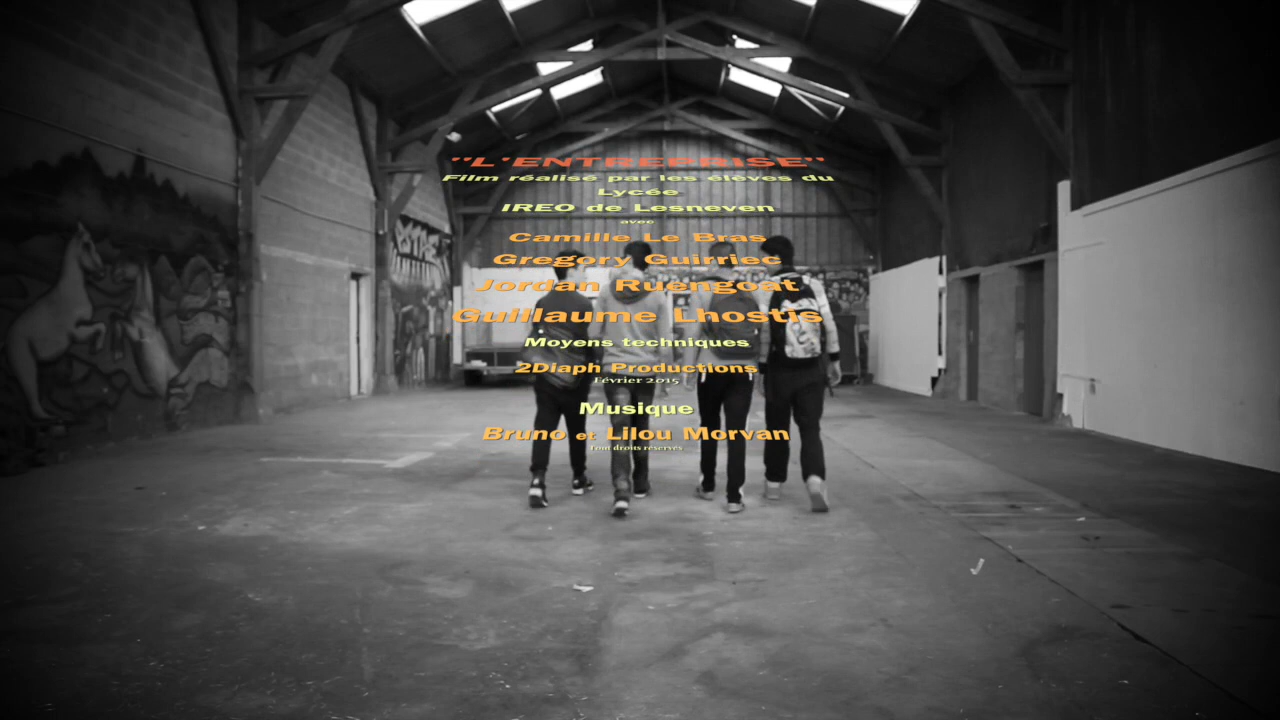 "L'ENTREPRISE"
Film réalisé par les élèves du
Lycée
IREO de Lesneven
avec
Camille Le Bras
Gregory Guirriec
Jordan Ruengoat
Guillaume Lhostis
Moyens techniques
2Diaph Productions
Février 2015
Musique
Bruno et Lilou Morvan
Tous droits réservés